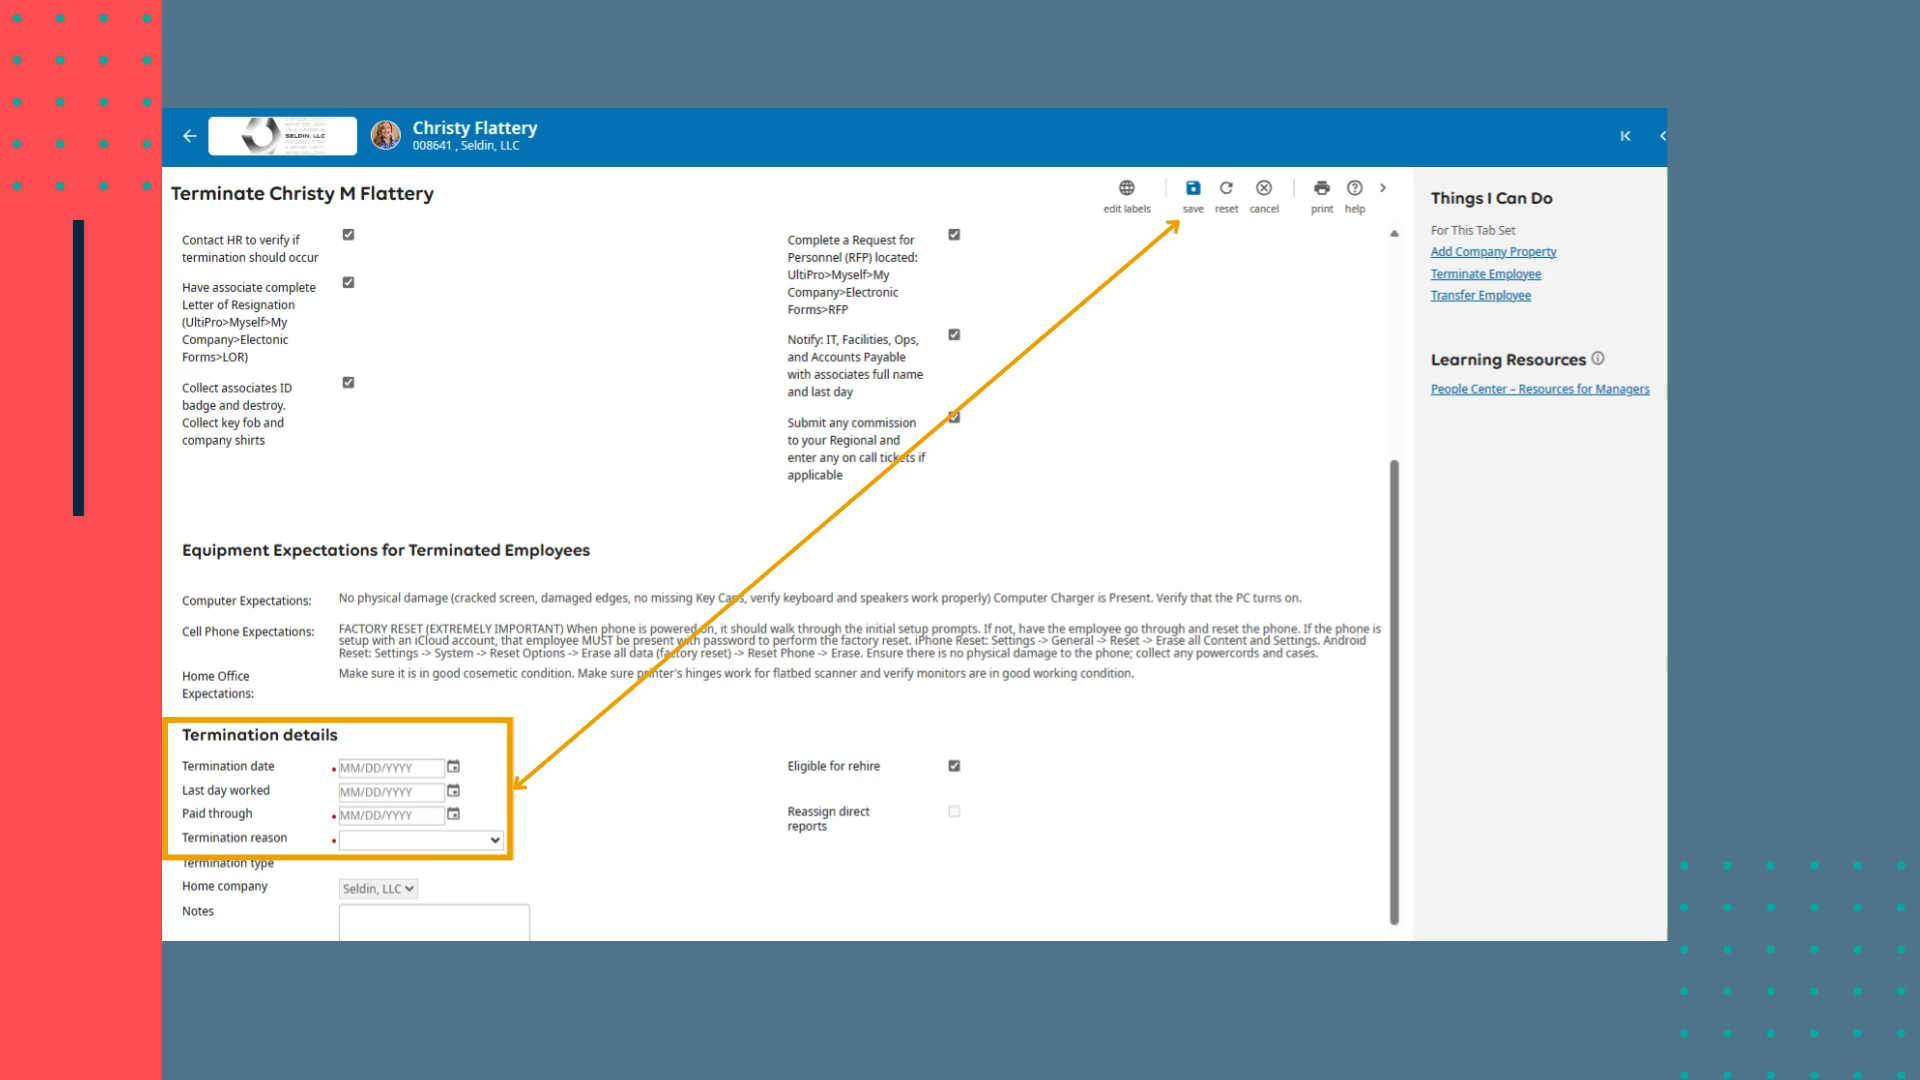 SELDIN, LLC
Christy Flattery
008641 , Seldin, LLC
Terminate Christy M Flattery
edit labels
save
reset
cancel
print
help
Contact HR to verify if
termination should occur
Have associate complete
Letter of Resignation
(UltiPro>Myself>My
Company>Electonic
Forms>LOR)
Collect associates ID
badge and destroy.
Collect key fob and
company shirts
Complete a Request for
Personnel (RFP) located:
UltiPro>Myself>My
Company>Electronic
Forms>RFP
Notify: IT, Facilities, Ops,
and Accounts Payable
with associates full name
and last day
Submit any commission
to your Regional and
enter any on call tickets if
applicable
Equipment Expectations for Terminated Employees
Computer Expectations:
No physical damage (cracked screen, damaged edges, no missing Key Caps, verify keyboard and speakers work properly) Computer Charger is Present. Verify that the PC turns on.
Cell Phone Expectations:
FACTORY RESET (EXTREMELY IMPORTANT) When phone is powered on, it should walk through the initial setup prompts. If not, have the employee go through and reset the phone. If the phone is
setup with an iCloud account, that employee MUST be present with password to perform the factory reset. iPhone Reset: Settings -> General -> Reset -> Erase all Content and Settings. Android
Reset: Settings -> System -> Reset Options -> Erase all data (factory reset) -> Reset Phone -> Erase. Ensure there is no physical damage to the phone; collect any powercords and cases.
Home Office
Expectations:
Make sure it is in good cosemetic condition. Make sure printer's hinges work for flatbed scanner and verify monitors are in good working condition.
Termination details
Termination date
MM/DD/YYYY
Last day worked
MM/DD/YYYY
Paid through
MM/DD/YYYY
Termination reason
Termination type
Home company
Seldin, LLC
Notes
Eligible for rehire
Reassign direct
reports
Things I Can Do
For This Tab Set
Add Company Property
Terminate Employee
Transfer Employee
Learning Resources
People Center – Resources for Managers